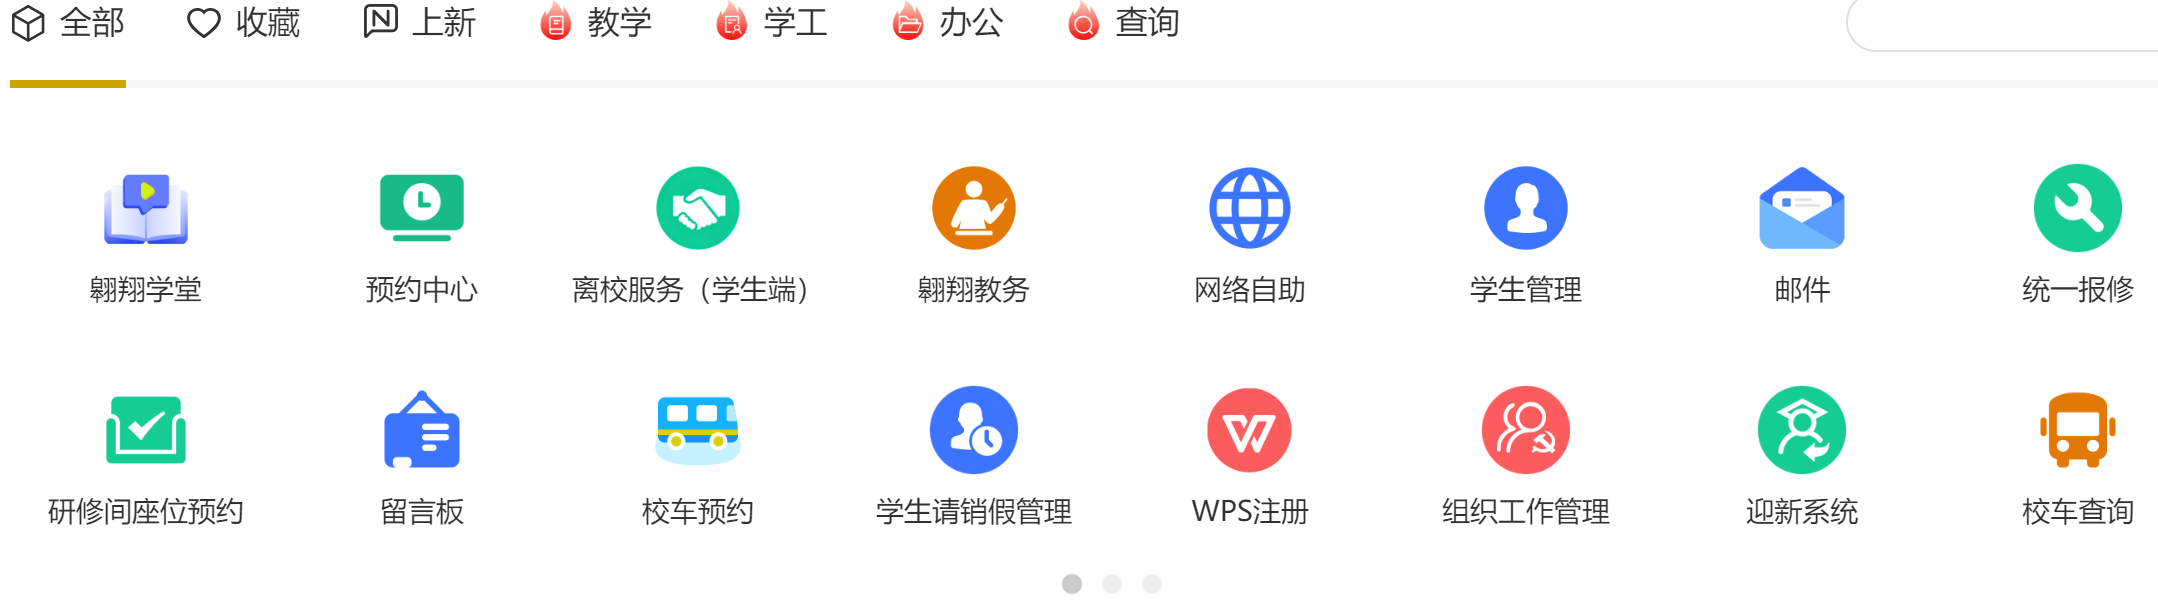 全部 收藏 上新 教学 学工 办公 查询
翱翔学堂 预约中心 离校服务（学生端） 翱翔教务 网络自助 学生管理 邮件 统一报修
研修间座位预约 留言板 校车预约 学生请销假管理 WPS注册 组织工作管理 迎新系统 校车查询